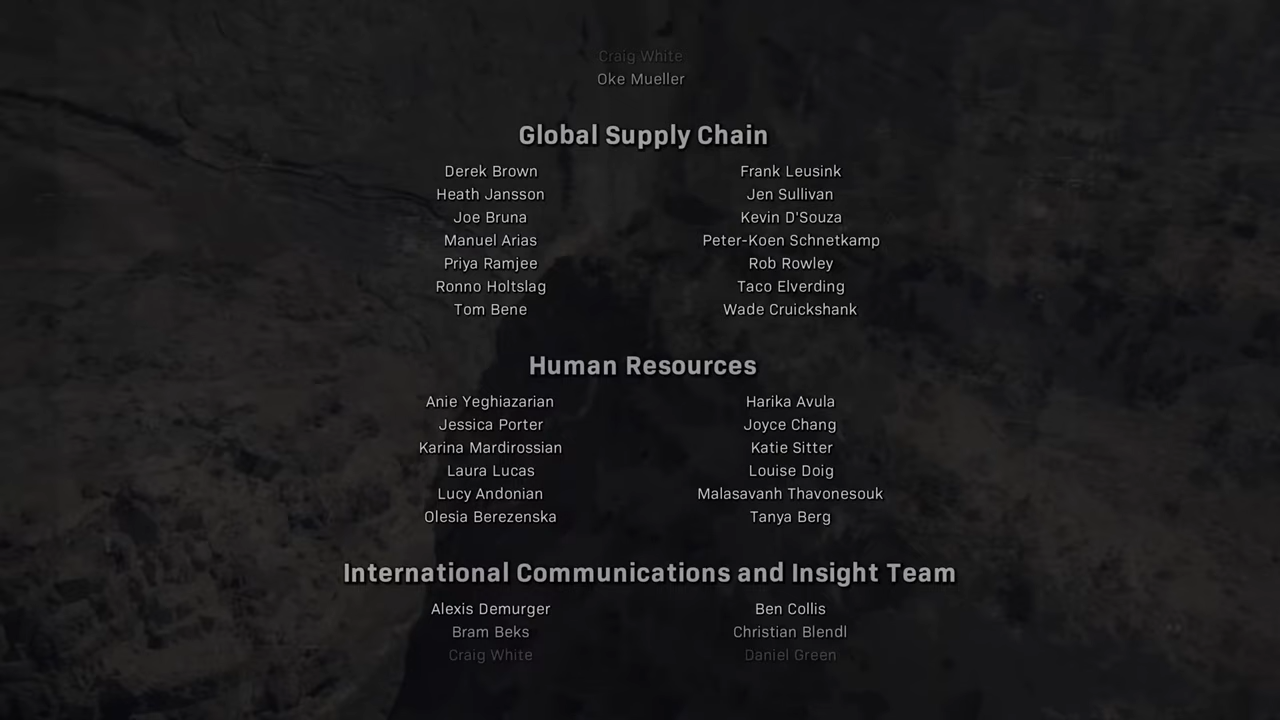 Craig White
Oke Mueller
Global Supply Chain
Derek Brown Frank Leusink
Heath Jansson Jen Sullivan
Joe Bruna Kevin D'Souza
Manuel Arias Peter-Koen Schnetkamp
Priya Ramjee Rob Rowley
Ronno Holtslag Taco Elverding
Tom Bene Wade Cruickshank
Human Resources
Anie Yeghiazarian Harika Avula
Jessica Porter Joyce Chang
Karina Mardirossian Katie Sitter
Laura Lucas Louise Doig
Lucy Andonian Malasavanh Thavonesouk
Olesia Berezenska Tanya Berg
International Communications and Insight Team
Alexis Demurger Ben Collis
Bram Beks Christian Blendl
Craig White Daniel Green